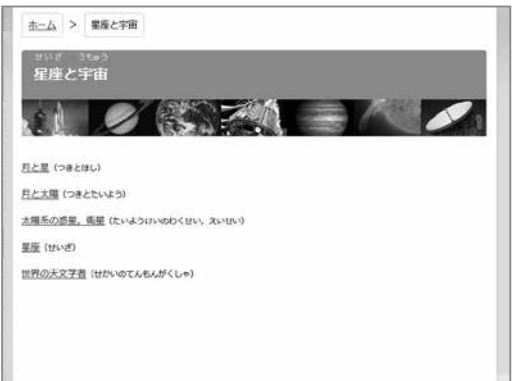 ホーム > 星座と宇宙
せいざ うちゅう
星座と宇宙
月と星 (つきとほし)
月と太陽 (つきとたいよう)
太陽系の惑星，衛星 (たいようけいのわくせい，えいせい)
星座 (せいざ)
世界の天文学者 (せかいのてんもんがくしゃ)